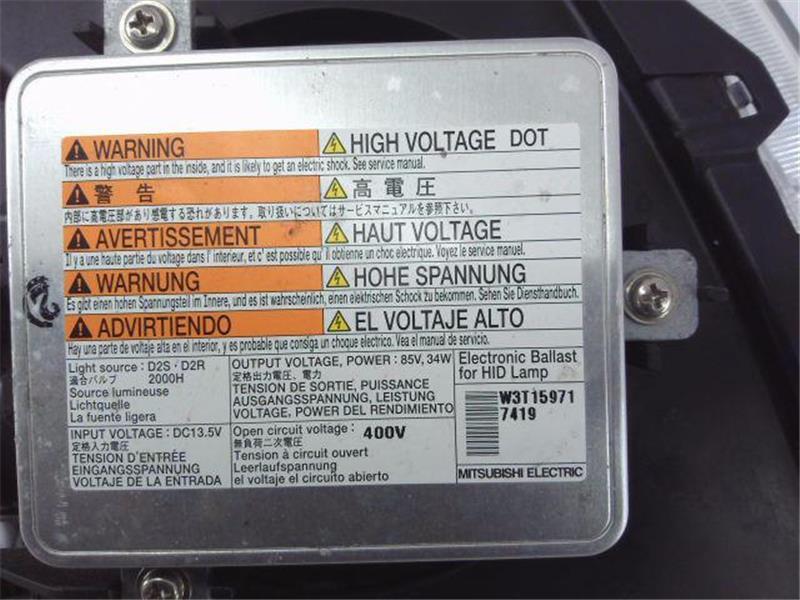 WARNING HIGH VOLTAGE DOT
There is a high voltage part in the inside, and it is likely to get an electric shock. See service manual.
警告 高電圧
内部に高電圧部があり感電する恐れがあります。取り扱いについてはサービスマニュアルを参照下さい。
AVERTISSEMENT HAUT VOLTAGE
Il y a une haute partie du voltage dans l' interieur, et c' est possible qu'il obtienne un choc electrique. Voyez le service manuel.
WARNUNG HOHE SPANNUNG
Es gibt einen hohen Spannungsteil im Innere, und es ist wahrscheinlich, einen elektrischen Schock zu bekommen. Sehen Sie Diensthandbuch.
ADVIRTIENDO EL VOLTAJE ALTO
Hay una parte de voltaje alta en el interior, y es probable que consiga un choque eléctrico. Vea el manual de servicio.
Light source : D2S・D2R
適合バルブ 2000H
Source lumineuse
Lichtquelle
La fuente ligera
OUTPUT VOLTAGE, POWER : 85V, 34W
定格出力電圧、電力
TENSION DE SORTIE, PUISSANCE
AUSGANGSSPANNUNG, LEISTUNG
VOLTAGE, POWER DEL RENDIMIENTO
Electronic Ballast
for HID Lamp
W3T15971
7419
MITSUBISHI ELECTRIC
INPUT VOLTAGE : DC13.5V
定格入力電圧
TENSION D'ENTRÉE
EINGANGSSPANNUNG
VOLTAJE DE LA ENTRADA
Open circuit voltage : 400V
無負荷二次電圧
Tension à circuit ouvert
Leerlaufspannung
el voltaje el circuito abierto